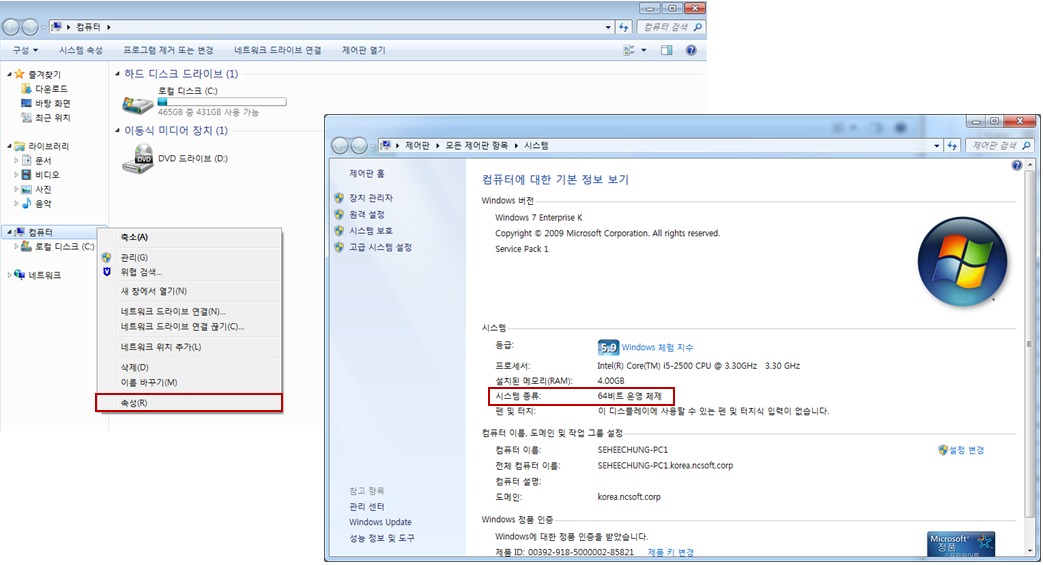 컴퓨터
컴퓨터 검색
구성
시스템 속성
프로그램 제거 또는 변경
네트워크 드라이브 연결
제어판 열기
즐겨찾기
다운로드
바탕 화면
최근 위치
라이브러리
문서
비디오
사진
음악
컴퓨터
로컬 디스크 (C:)
네트워크
하드 디스크 드라이브 (1)
로컬 디스크 (C:)
465GB 중 431GB 사용 가능
이동식 미디어 장치 (1)
DVD
DVD 드라이브 (D:)
축소(A)
관리(G)
위협 검색...
새 창에서 열기(N)
네트워크 드라이브 연결(N)...
네트워크 드라이브 연결 끊기(C)...
네트워크 위치 추가(L)
삭제(D)
이름 바꾸기(M)
속성(R)
제어판
모든 제어판 항목
시스템
제어판 검색
제어판 홈
장치 관리자
원격 설정
시스템 보호
고급 시스템 설정
참고 항목
관리 센터
Windows Update
성능 정보 및 도구
컴퓨터에 대한 기본 정보 보기
Windows 버전
Windows 7 Enterprise K
Copyright © 2009 Microsoft Corporation. All rights reserved.
Service Pack 1
시스템
등급: 5,9 Windows 체험 지수
프로세서: Intel(R) Core(TM) i5-2500 CPU @ 3.30GHz 3.30 GHz
설치된 메모리(RAM): 4.00GB
시스템 종류: 64비트 운영 체제
펜 및 터치: 이 디스플레이에 사용할 수 있는 펜 및 터치식 입력이 없습니다.
컴퓨터 이름, 도메인 및 작업 그룹 설정
컴퓨터 이름: SEHEECHUNG-PC1 설정 변경
전체 컴퓨터 이름: SEHEECHUNG-PC1.korea.ncsoft.corp
컴퓨터 설명:
도메인: korea.ncsoft.corp
Windows 정품 인증
Windows에 대한 정품 인증을 받았습니다.
제품 ID: 00392-918-5000002-85821 제품 키 변경
Microsoft
정품